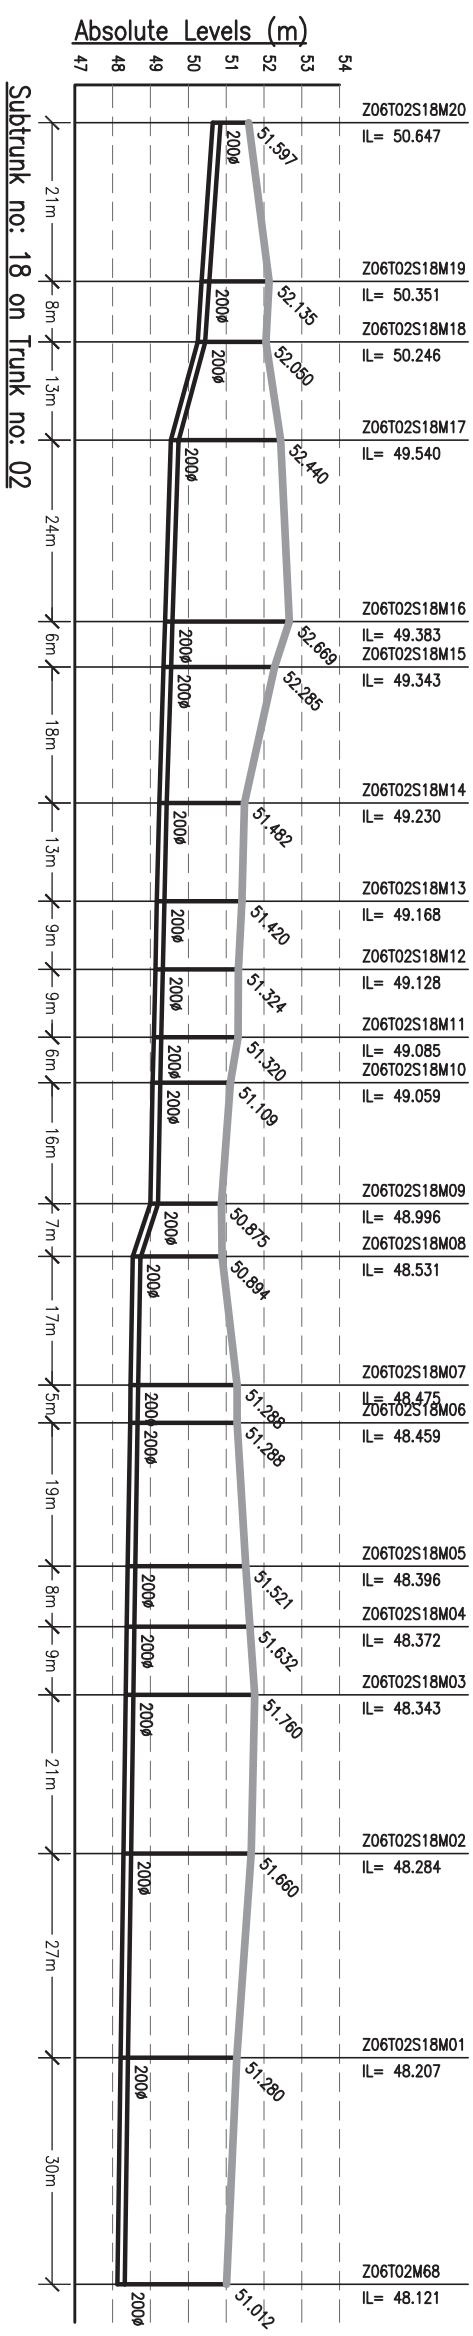 Absolute Levels (m)
47
48
49
50
51
52
53
54
Z06T02S18M20
IL= 50.647
51.597
200ø
21m
Z06T02S18M19
IL= 50.351
52.135
200ø
8m
Z06T02S18M18
IL= 50.246
52.050
200ø
13m
Z06T02S18M17
IL= 49.540
52.440
200ø
24m
Z06T02S18M16
IL= 49.383
52.669
200ø
6m
Z06T02S18M15
IL= 49.343
52.285
200ø
18m
Z06T02S18M14
IL= 49.230
51.482
200ø
13m
Z06T02S18M13
IL= 49.168
51.420
200ø
9m
Z06T02S18M12
IL= 49.128
51.324
200ø
9m
Z06T02S18M11
IL= 49.085
51.320
200ø
6m
Z06T02S18M10
IL= 49.059
51.109
200ø
16m
Z06T02S18M09
IL= 48.996
50.875
200ø
7m
Z06T02S18M08
IL= 48.531
50.894
200ø
17m
Z06T02S18M07
IL= 48.475
51.288
200ø
5m
Z06T02S18M06
IL= 48.459
51.288
200ø
19m
Z06T02S18M05
IL= 48.396
51.521
200ø
8m
Z06T02S18M04
IL= 48.372
51.632
200ø
9m
Z06T02S18M03
IL= 48.343
51.760
200ø
21m
Z06T02S18M02
IL= 48.284
51.660
200ø
27m
Z06T02S18M01
IL= 48.207
51.280
200ø
30m
Z06T02M68
IL= 48.121
51.012
200ø
Subtrunk no: 18 on Trunk no: 02